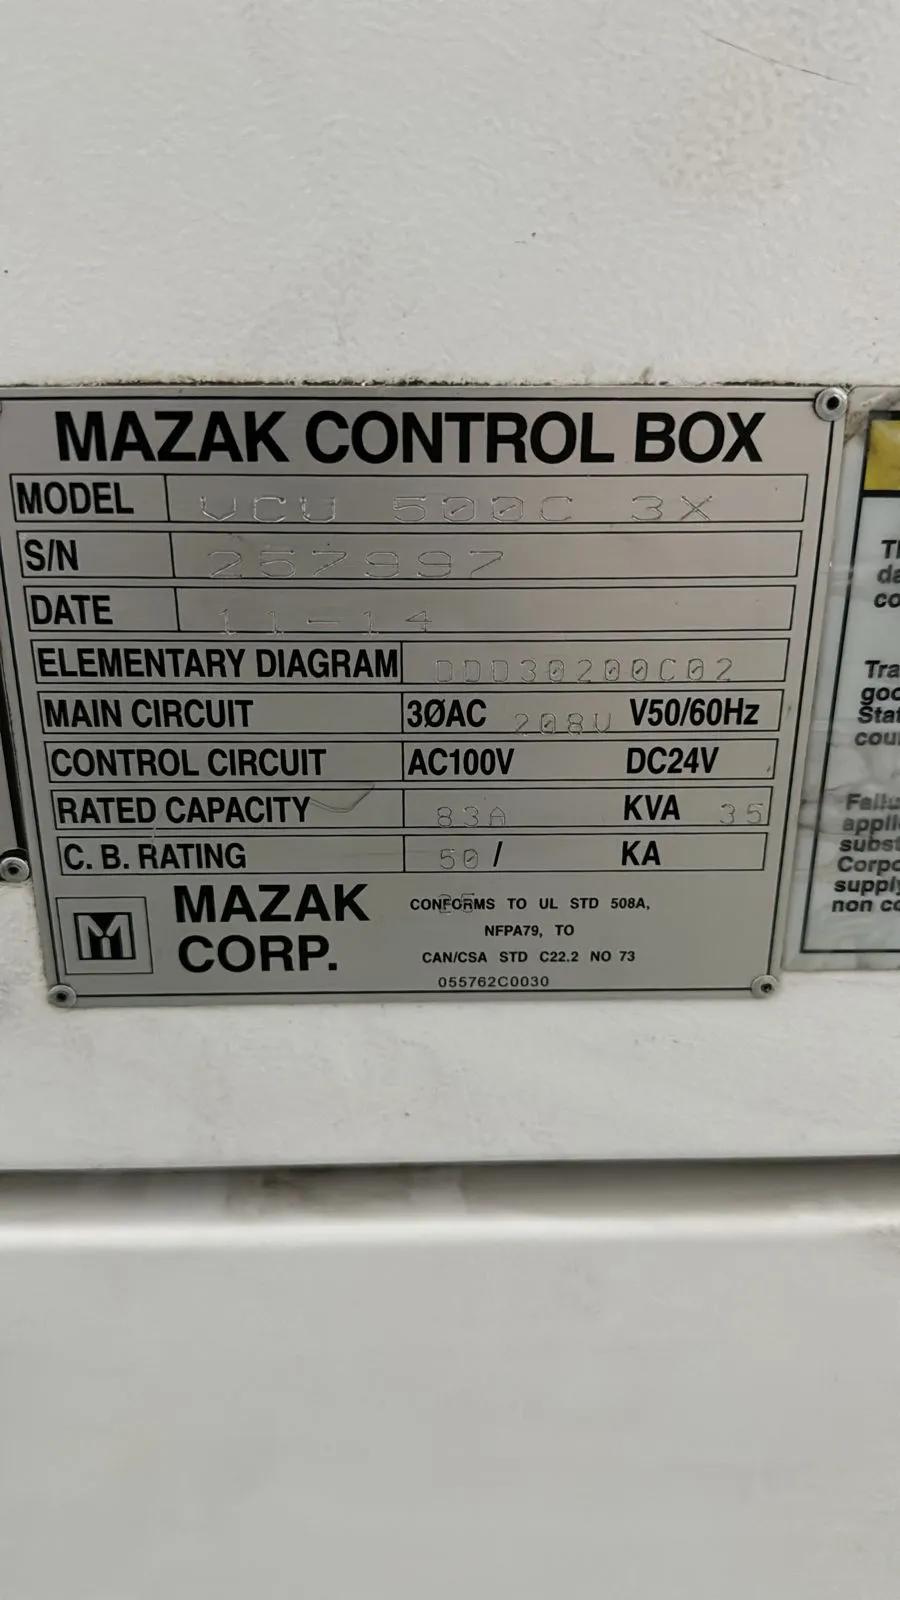 MAZAK CONTROL BOX
MODEL VCU 500C 3X
S/N 257997
DATE 11-14
ELEMENTARY DIAGRAM DDD30200C02
MAIN CIRCUIT 3ØAC 208V V50/60Hz
CONTROL CIRCUIT AC100V DC24V
RATED CAPACITY 83A KVA 35
C. B. RATING 50/ KA
MAZAK
CORP.
CONFORMS TO UL STD 508A,
NFPA79, TO
CAN/CSA STD C22.2 NO 73
055762C0030